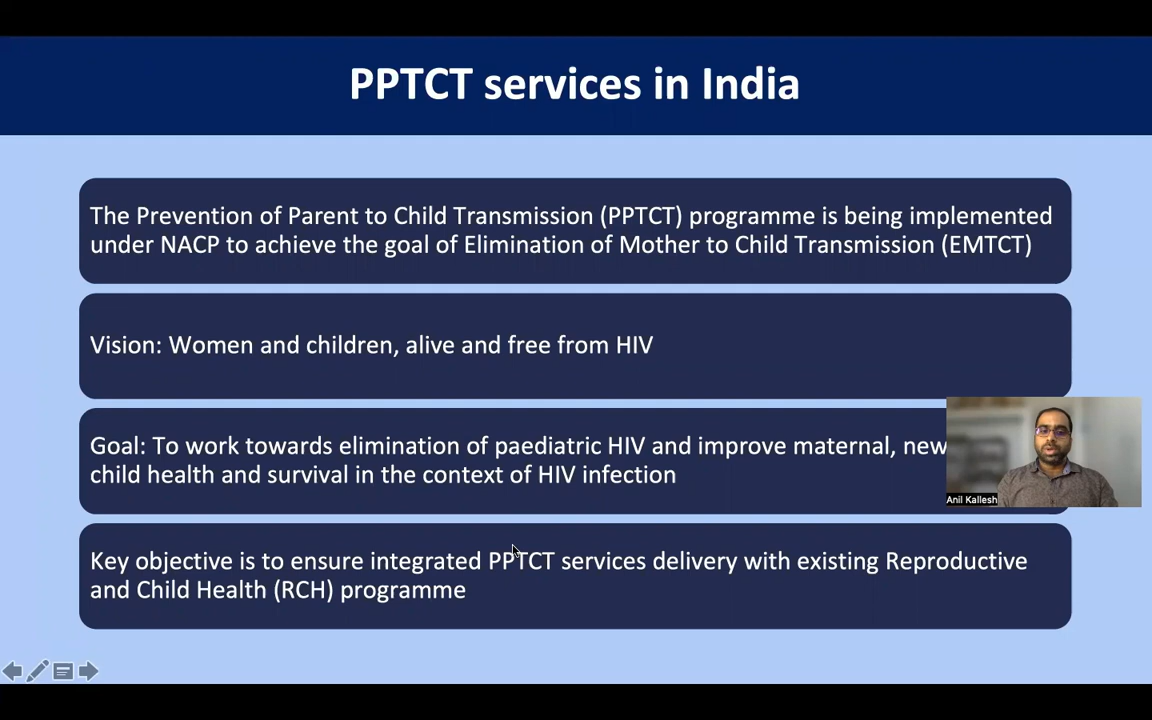 PPTCT services in India
The Prevention of Parent to Child Transmission (PPTCT) programme is being implemented
under NACP to achieve the goal of Elimination of Mother to Child Transmission (EMTCT)
Vision: Women and children, alive and free from HIV
Goal: To work towards elimination of paediatric HIV and improve maternal, new
child health and survival in the context of HIV infection
Anil Kallesh
Key objective is to ensure integrated PPTCT services delivery with existing Reproductive
and Child Health (RCH) programme